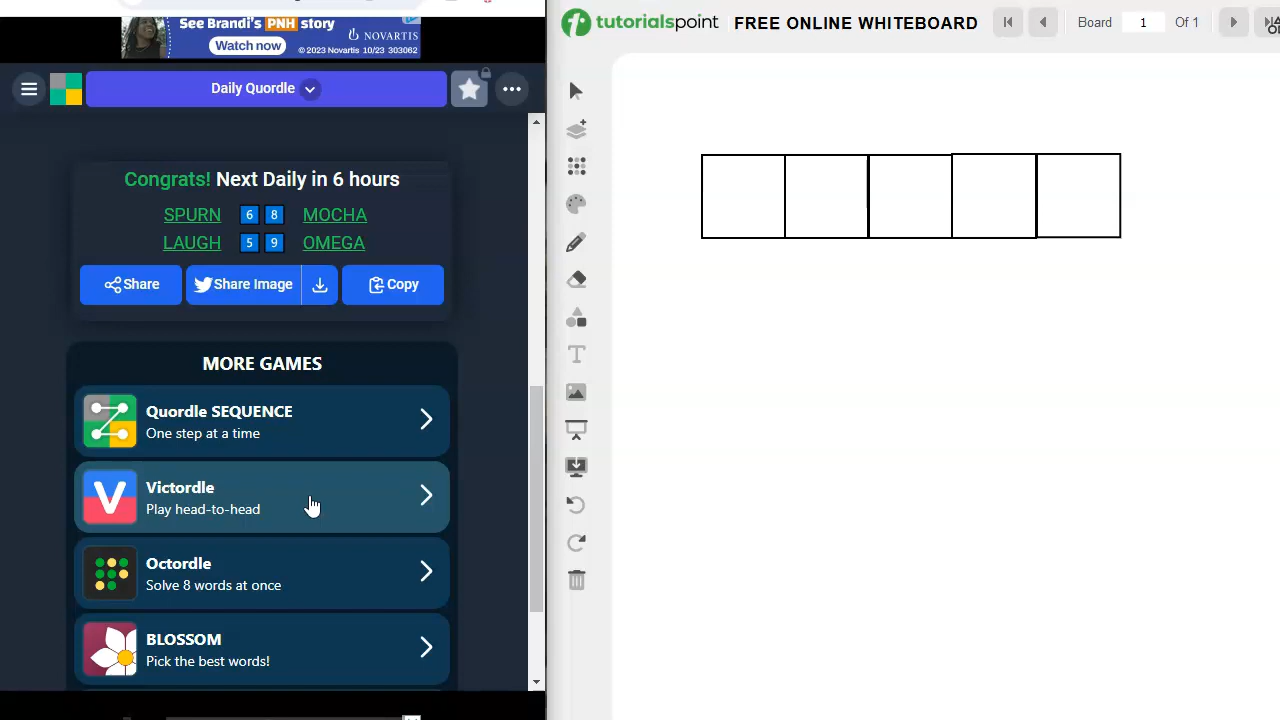 See Brandi's PNH story
Watch now
NOVARTIS
© 2023 Novartis 10/23 303062
Daily Quordle
Congrats! Next Daily in 6 hours
SPURN 6 8 MOCHA
LAUGH 5 9 OMEGA
Share
Share Image
Copy
MORE GAMES
Quordle SEQUENCE
One step at a time
V
Victordle
Play head-to-head
Octordle
Solve 8 words at once
BLOSSOM
Pick the best words!
tutorialspoint FREE ONLINE WHITEBOARD
Board 1 Of 1
T